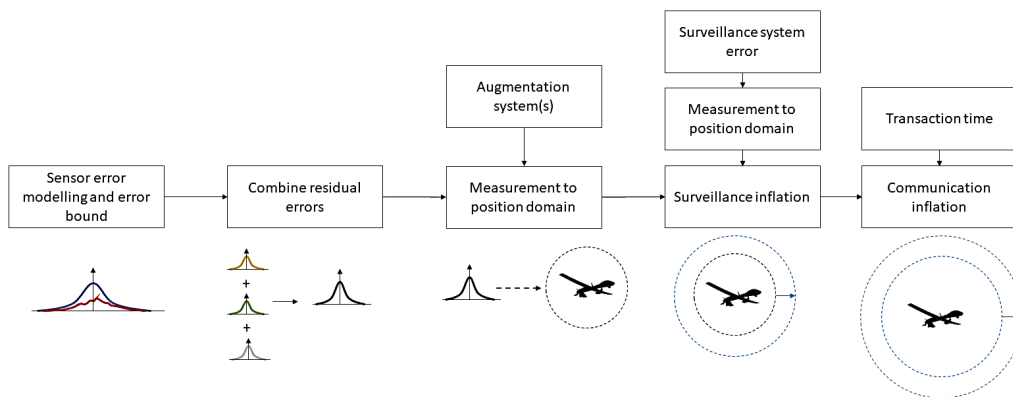 Surveillance system
error
Augmentation
system(s)
Measurement to
position domain
Transaction time
Sensor error
modelling and error
bound
Combine residual
errors
Measurement to
position domain
Surveillance inflation
Communication
inflation
+
+